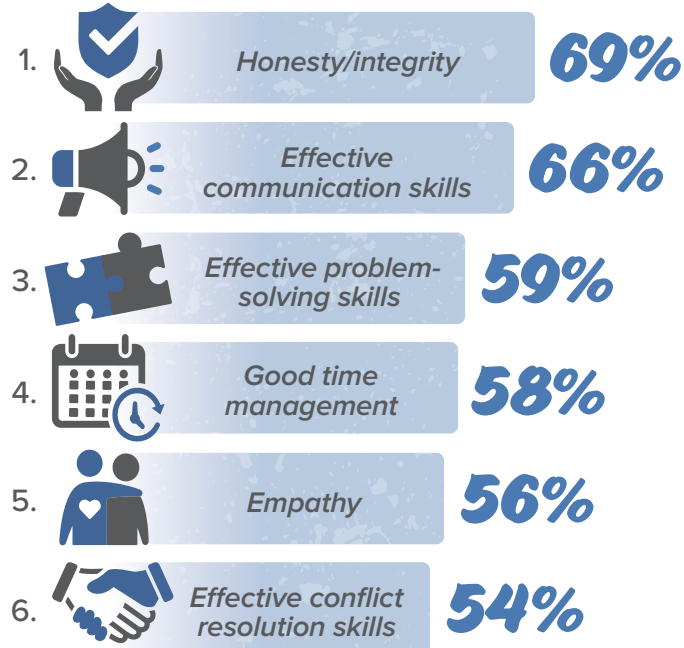 1. Honesty/integrity 69%
2. Effective
communication skills 66%
3. Effective problem-
solving skills 59%
4. Good time
management 58%
5. Empathy 56%
6. Effective conflict
resolution skills 54%